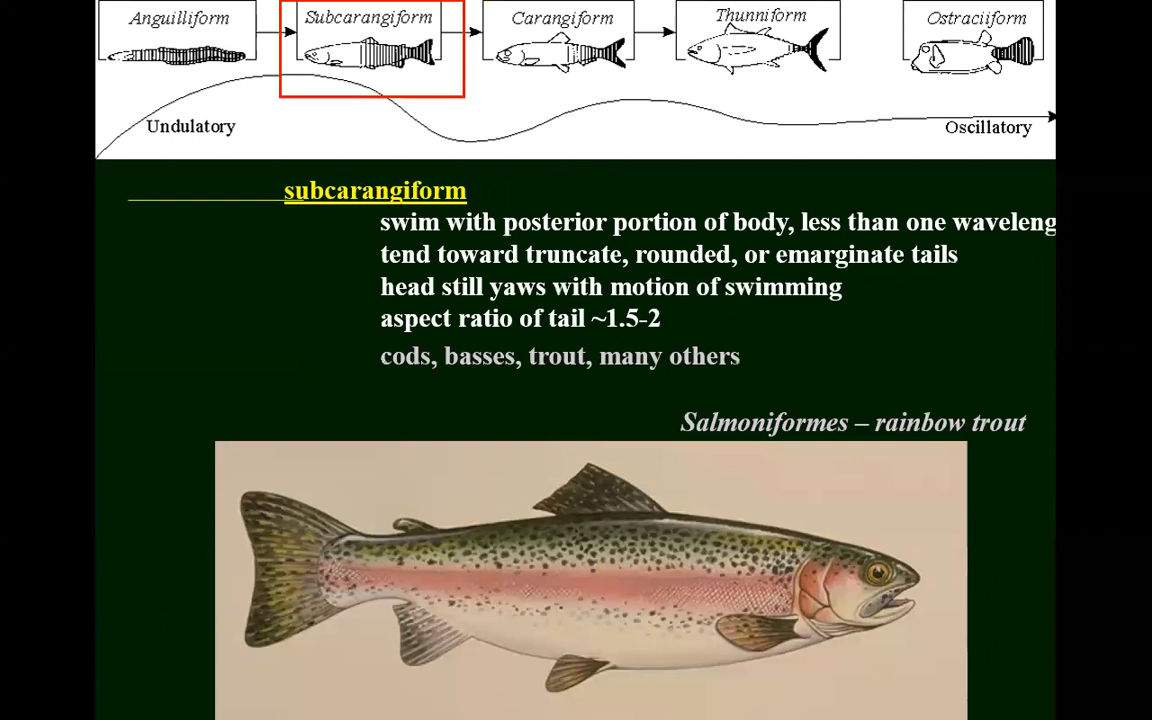 Anguilliform
Subcarangiform
Carangiform
Thunniform
Ostraciiform
Undulatory
Oscillatory
subcarangiform
swim with posterior portion of body, less than one waveleng
tend toward truncate, rounded, or emarginate tails
head still yaws with motion of swimming
aspect ratio of tail ~1.5-2
cods, basses, trout, many others
Salmoniformes – rainbow trout